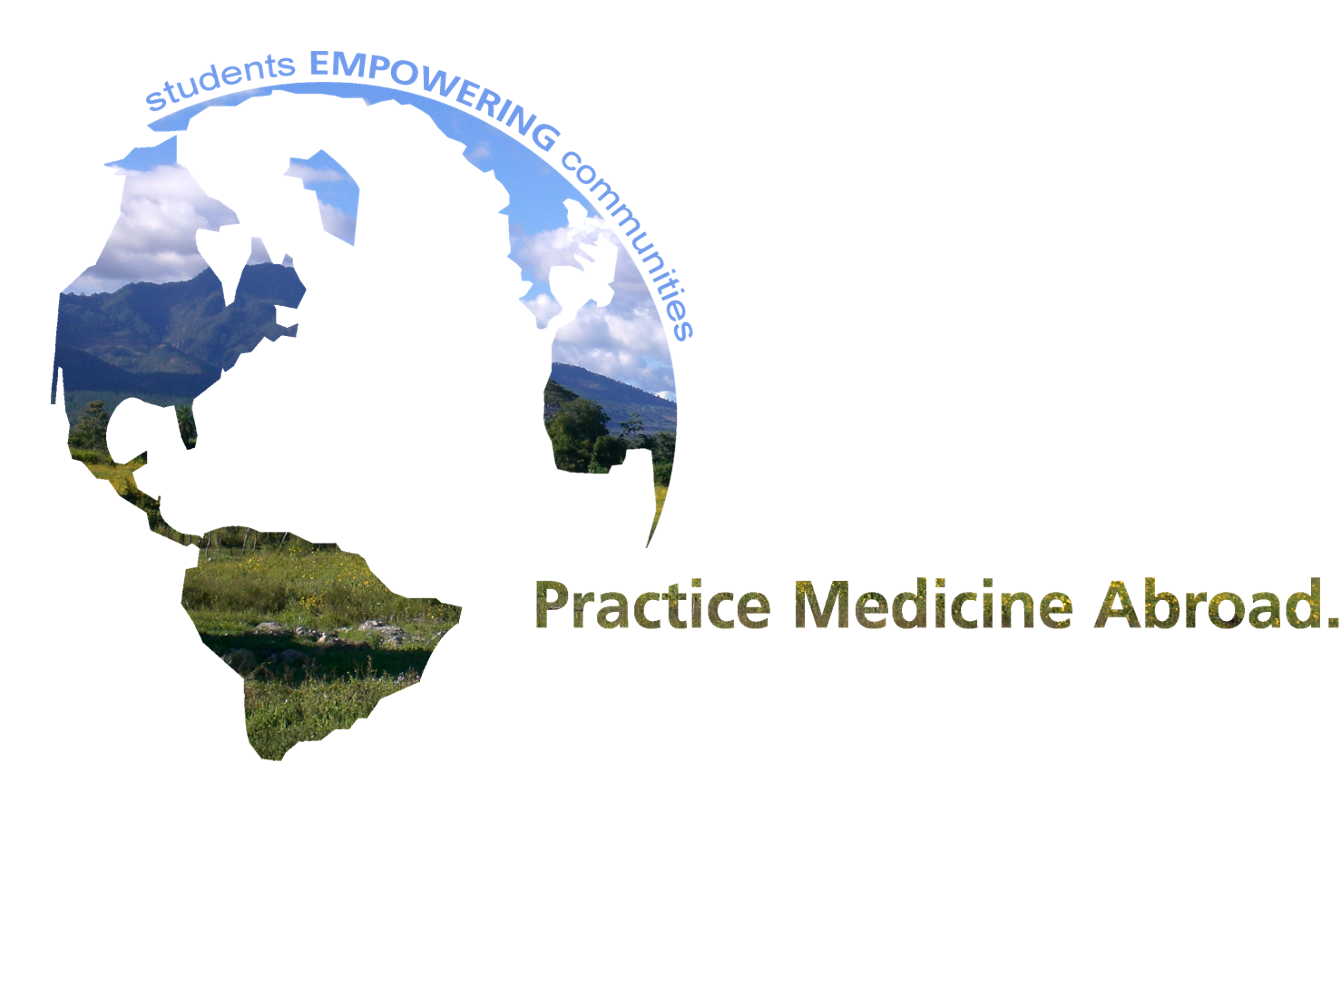 students EMPOWERING communities
Practice Medicine Abroad.